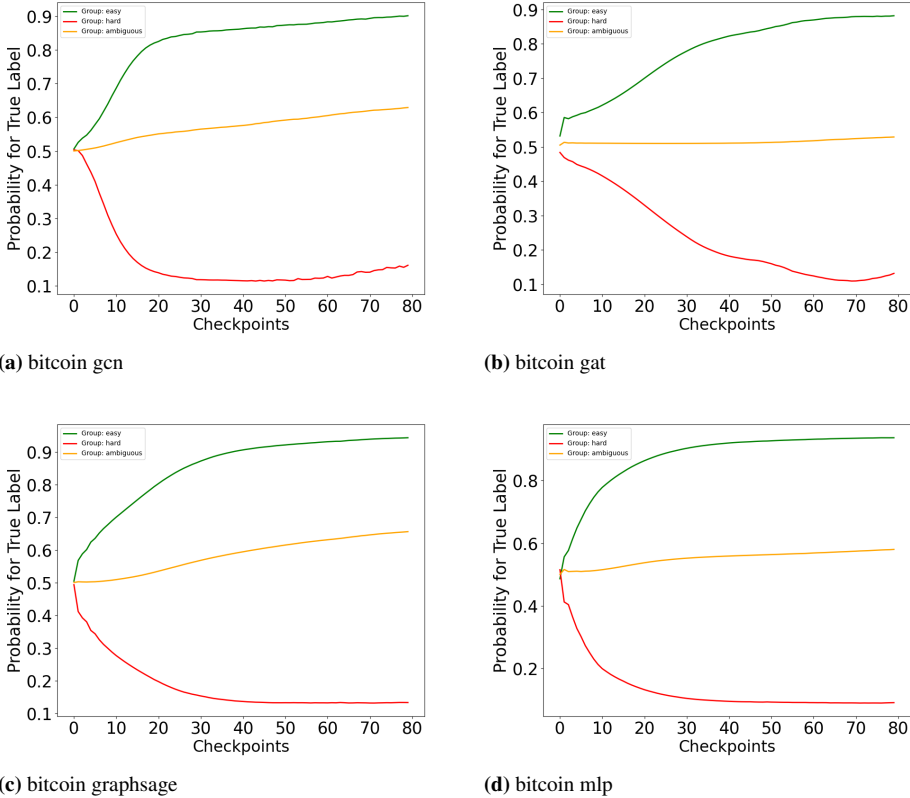 Group: easy
Group: hard
Group: ambiguous
Probability for True Label
0.9
0.8
0.7
0.6
0.5
0.4
0.3
0.2
0.1
0 10 20 30 40 50 60 70 80
Checkpoints
(a) bitcoin gcn
Group: easy
Group: hard
Group: ambiguous
Probability for True Label
0.9
0.8
0.7
0.6
0.5
0.4
0.3
0.2
0.1
0 10 20 30 40 50 60 70 80
Checkpoints
(b) bitcoin gat
Group: easy
Group: hard
Group: ambiguous
Probability for True Label
0.9
0.8
0.7
0.6
0.5
0.4
0.3
0.2
0.1
0 10 20 30 40 50 60 70 80
Checkpoints
(c) bitcoin graphsage
Group: easy
Group: hard
Group: ambiguous
Probability for True Label
0.8
0.6
0.4
0.2
0 10 20 30 40 50 60 70 80
Checkpoints
(d) bitcoin mlp